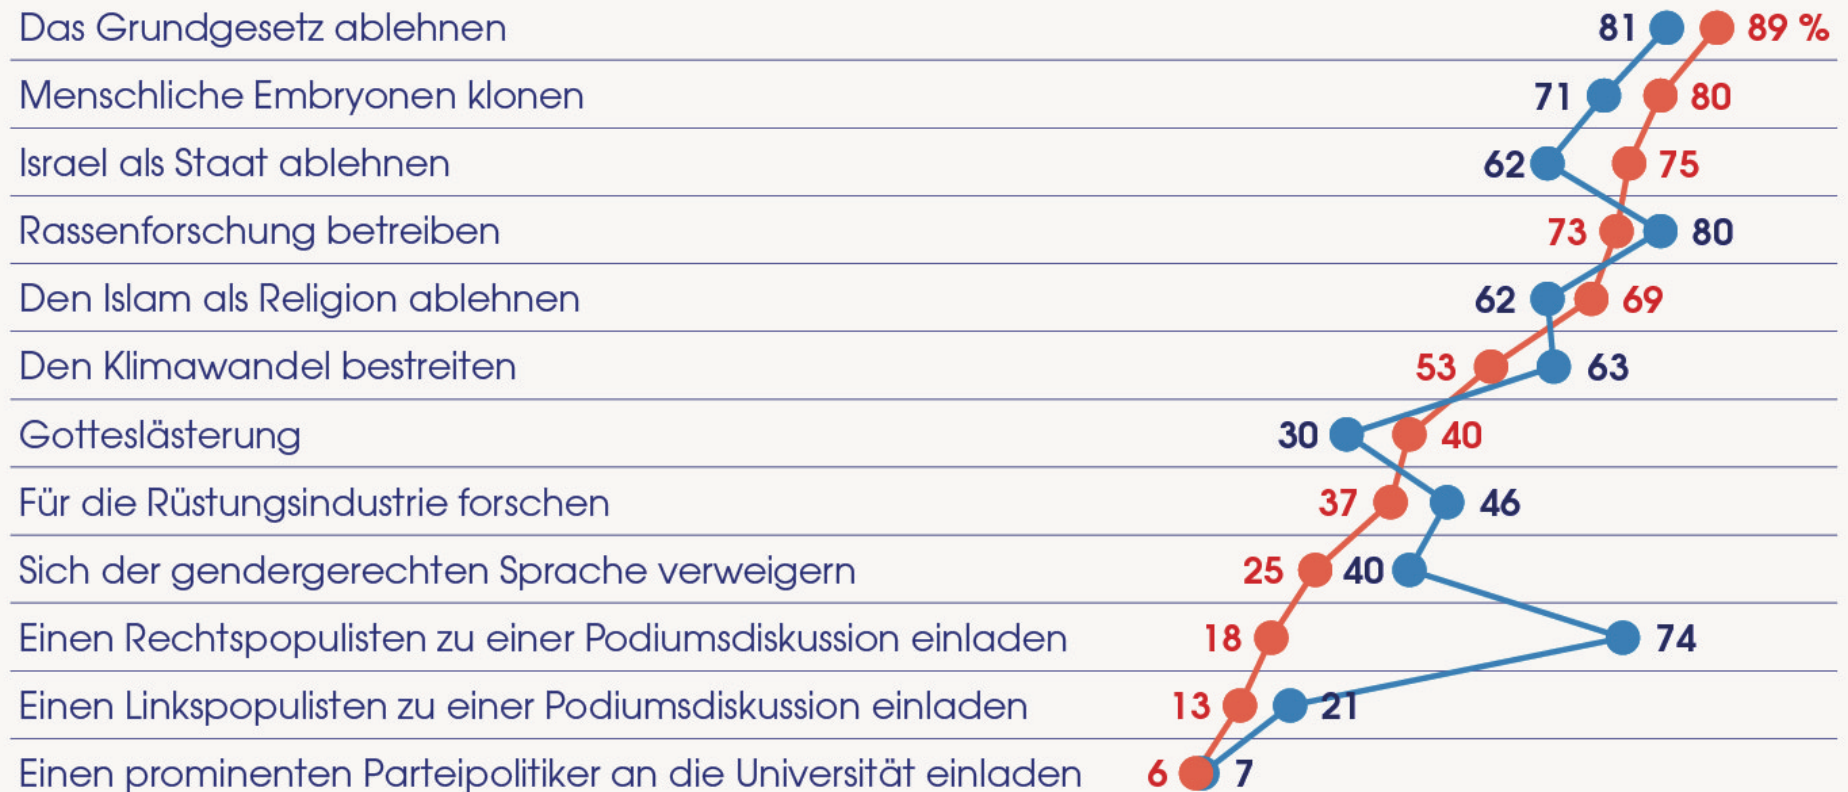 Das Grundgesetz ablehnen 81 89 %
Menschliche Embryonen klonen 71 80
Israel als Staat ablehnen 62 75
Rassenforschung betreiben 73 80
Den Islam als Religion ablehnen 62 69
Den Klimawandel bestreiten 53 63
Gotteslästerung 30 40
Für die Rüstungsindustrie forschen 37 46
Sich der gendergerechten Sprache verweigern 25 40
Einen Rechtspopulisten zu einer Podiumsdiskussion einladen 18 74
Einen Linkspopulisten zu einer Podiumsdiskussion einladen 13 21
Einen prominenten Parteipolitiker an die Universität einladen 6 7